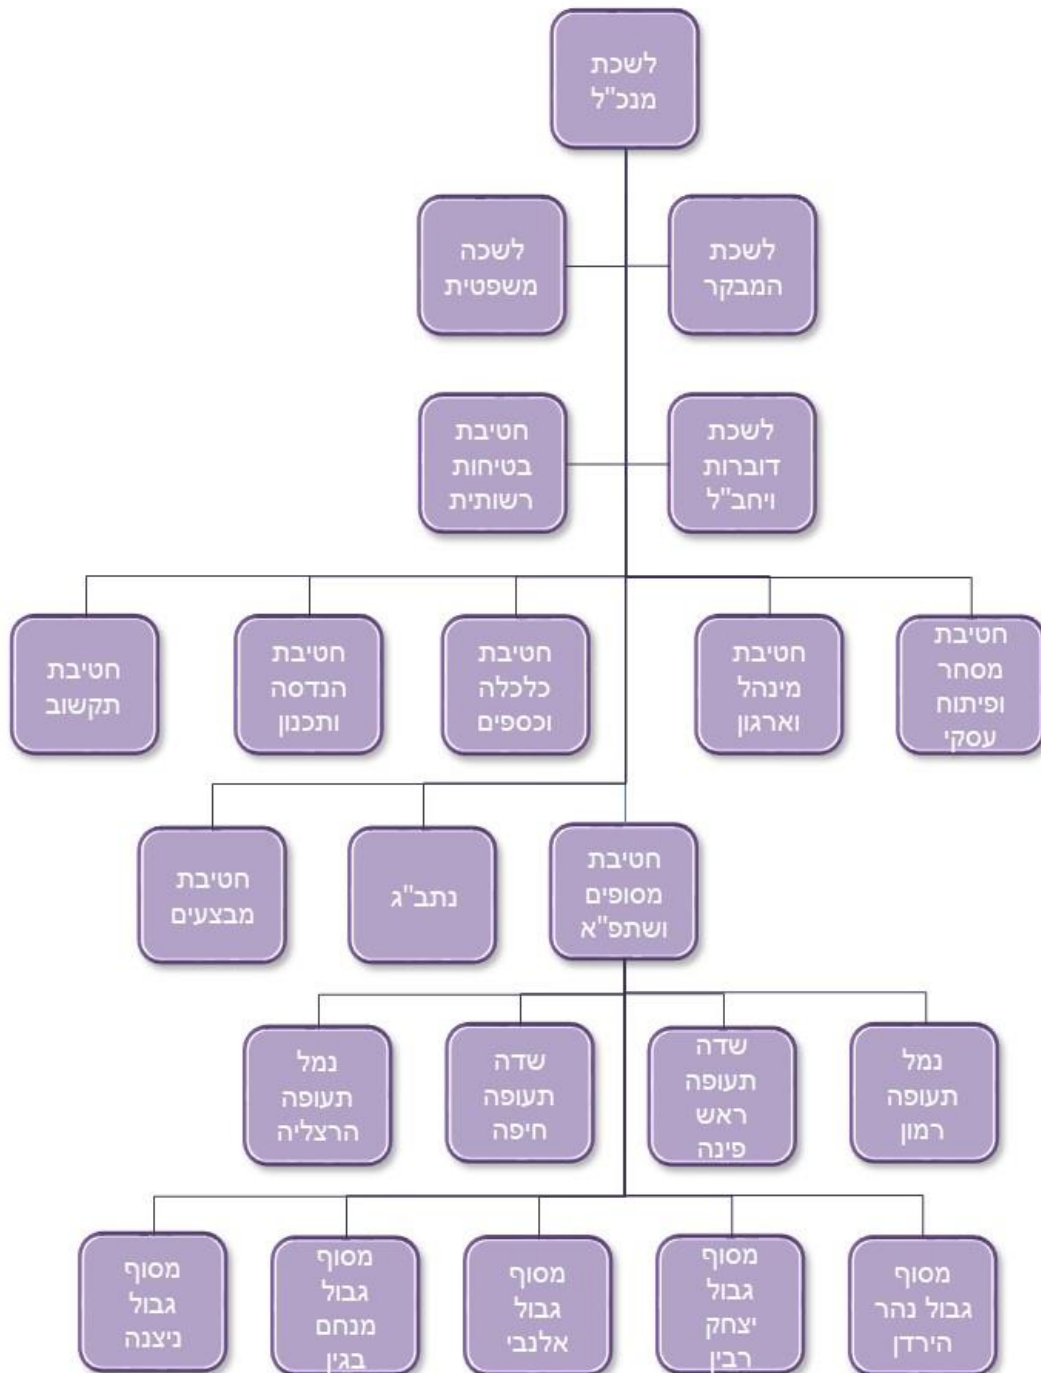 לשכת
מנכ"ל
לשכת
המבקר
לשכה
משפטית
לשכת
דוברות
ויחב"ל
חטיבת
בטיחות
רשותית
חטיבת
מסחר
ופיתוח
עסקי
חטיבת
מינהל
וארגון
חטיבת
כלכלה
וכספים
חטיבת
הנדסה
ותכנון
חטיבת
תקשוב
חטיבת
מסופים
ושתפ"א
נתב"ג
חטיבת
מבצעים
נמל
תעופה
רמון
שדה
תעופה
ראש
פינה
שדה
תעופה
חיפה
נמל
תעופה
הרצליה
מסוף
גבול נהר
הירדן
מסוף
גבול
יצחק
רבין
מסוף
גבול
אלנבי
מסוף
גבול
מנחם
בגין
מסוף
גבול
ניצנה